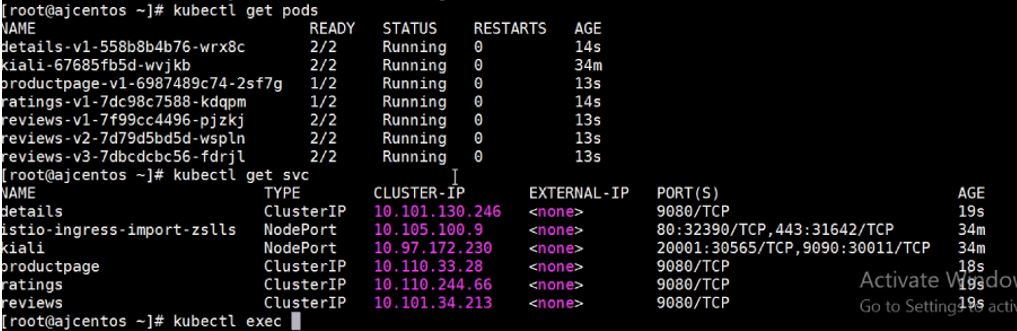 [root@ajcentos ~]# kubectl get pods
NAME READY STATUS RESTARTS AGE
details-v1-558b8b4b76-wrx8c 2/2 Running 0 14s
kiali-67685fb5d-wvjkb 2/2 Running 0 34m
productpage-v1-6987489c74-2sf7g 1/2 Running 0 13s
ratings-v1-7dc98c7588-kdqpm 1/2 Running 0 14s
reviews-v1-7f99cc4496-pjzkj 2/2 Running 0 13s
reviews-v2-7d79d5bd5d-wspln 2/2 Running 0 13s
reviews-v3-7dbcdcbc56-fdrjl 2/2 Running 0 13s
[root@ajcentos ~]# kubectl get svc
NAME TYPE CLUSTER-IP EXTERNAL-IP PORT(S) AGE
details ClusterIP 10.101.130.246 <none> 9080/TCP 19s
istio-ingress-import-zslls NodePort 10.105.100.9 <none> 80:32390/TCP,443:31642/TCP 34m
kiali NodePort 10.97.172.230 <none> 20001:30565/TCP,9090:30011/TCP 34m
productpage ClusterIP 10.110.33.28 <none> 9080/TCP 18s
ratings ClusterIP 10.110.244.66 <none> 9080/TCP 19s
reviews ClusterIP 10.101.34.213 <none> 9080/TCP 19s
[root@ajcentos ~]# kubectl exec
Activate Window
Go to Settings to activ